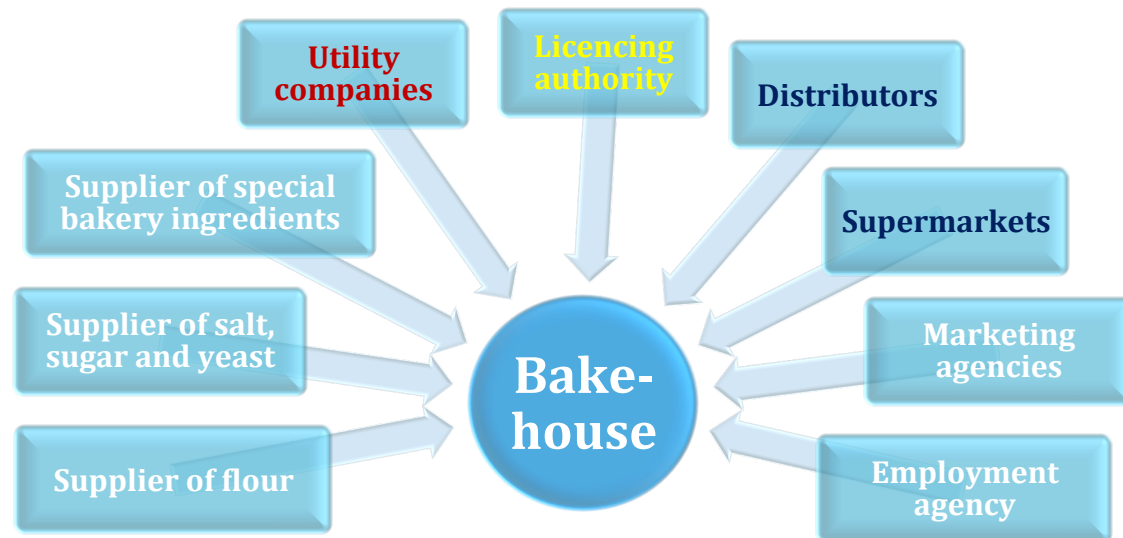 Utility
companies
Licencing
authority
Distributors
Supplier of special
bakery ingredients
Supermarkets
Supplier of salt,
sugar and yeast
Marketing
agencies
Bake-
house
Supplier of flour
Employment
agency